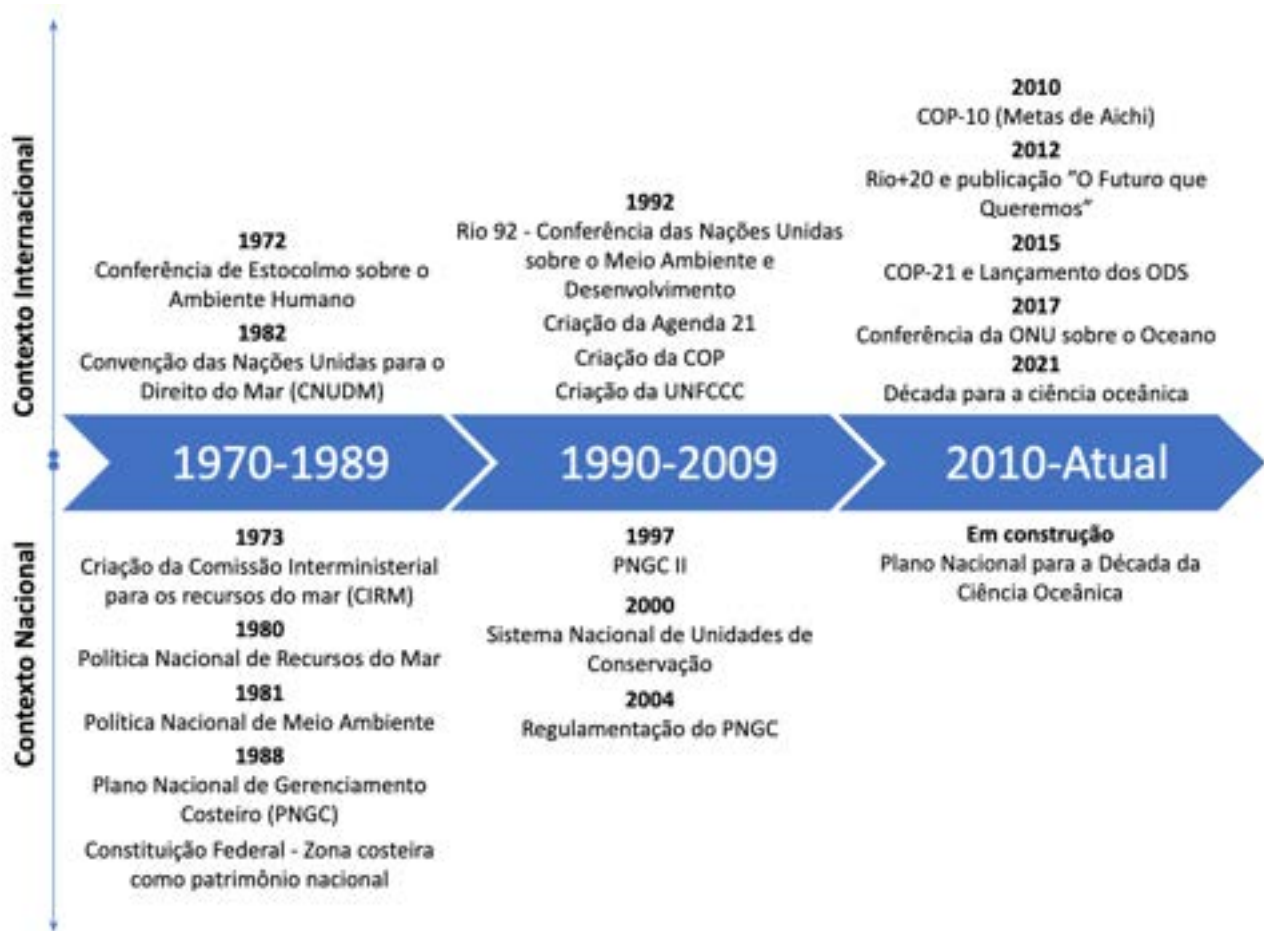 Contexto Internacional
1972
Conferência de Estocolmo sobre o
Ambiente Humano
1982
Convenção das Nações Unidas para o
Direito do Mar (CNUDM)
1992
Rio 92 - Conferência das Nações Unidas
sobre o Meio Ambiente e
Desenvolvimento
Criação da Agenda 21
Criação da COP
Criação da UNFCCC
2010
COP-10 (Metas de Aichi)
2012
Rio+20 e publicação "O Futuro que
Queremos"
2015
COP-21 e Lançamento dos ODS
2017
Conferência da ONU sobre o Oceano
2021
Década para a ciência oceânica
1970-1989
1990-2009
2010-Atual
Contexto Nacional
1973
Criação da Comissão Interministerial
para os recursos do mar (CIRM)
1980
Política Nacional de Recursos do Mar
1981
Política Nacional de Meio Ambiente
1988
Plano Nacional de Gerenciamento
Costeiro (PNGC)
Constituição Federal - Zona costeira
como patrimônio nacional
1997
PNGC II
2000
Sistema Nacional de Unidades de
Conservação
2004
Regulamentação do PNGC
Em construção
Plano Nacional para a Década da
Ciência Oceânica